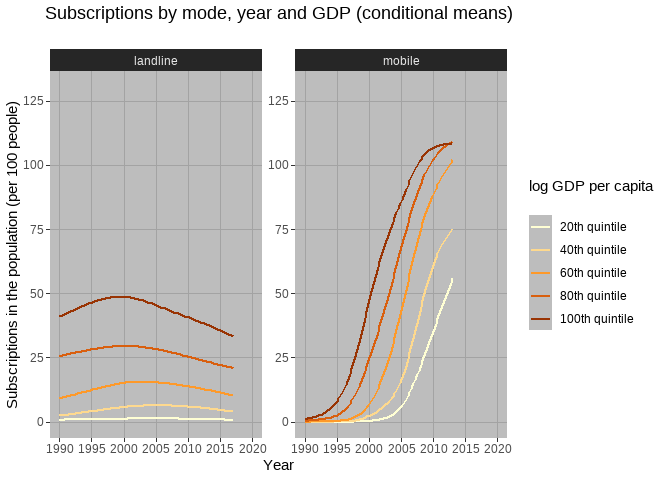 Subscriptions by mode, year and GDP (conditional means)
landline
mobile
Subscriptions in the population (per 100 people)
125
100
75
50
25
0
125
100
75
50
25
0
1990 1995 2000 2005 2010 2015 2020
1990 1995 2000 2005 2010 2015 2020
Year
log GDP per capita
20th quintile
40th quintile
60th quintile
80th quintile
100th quintile